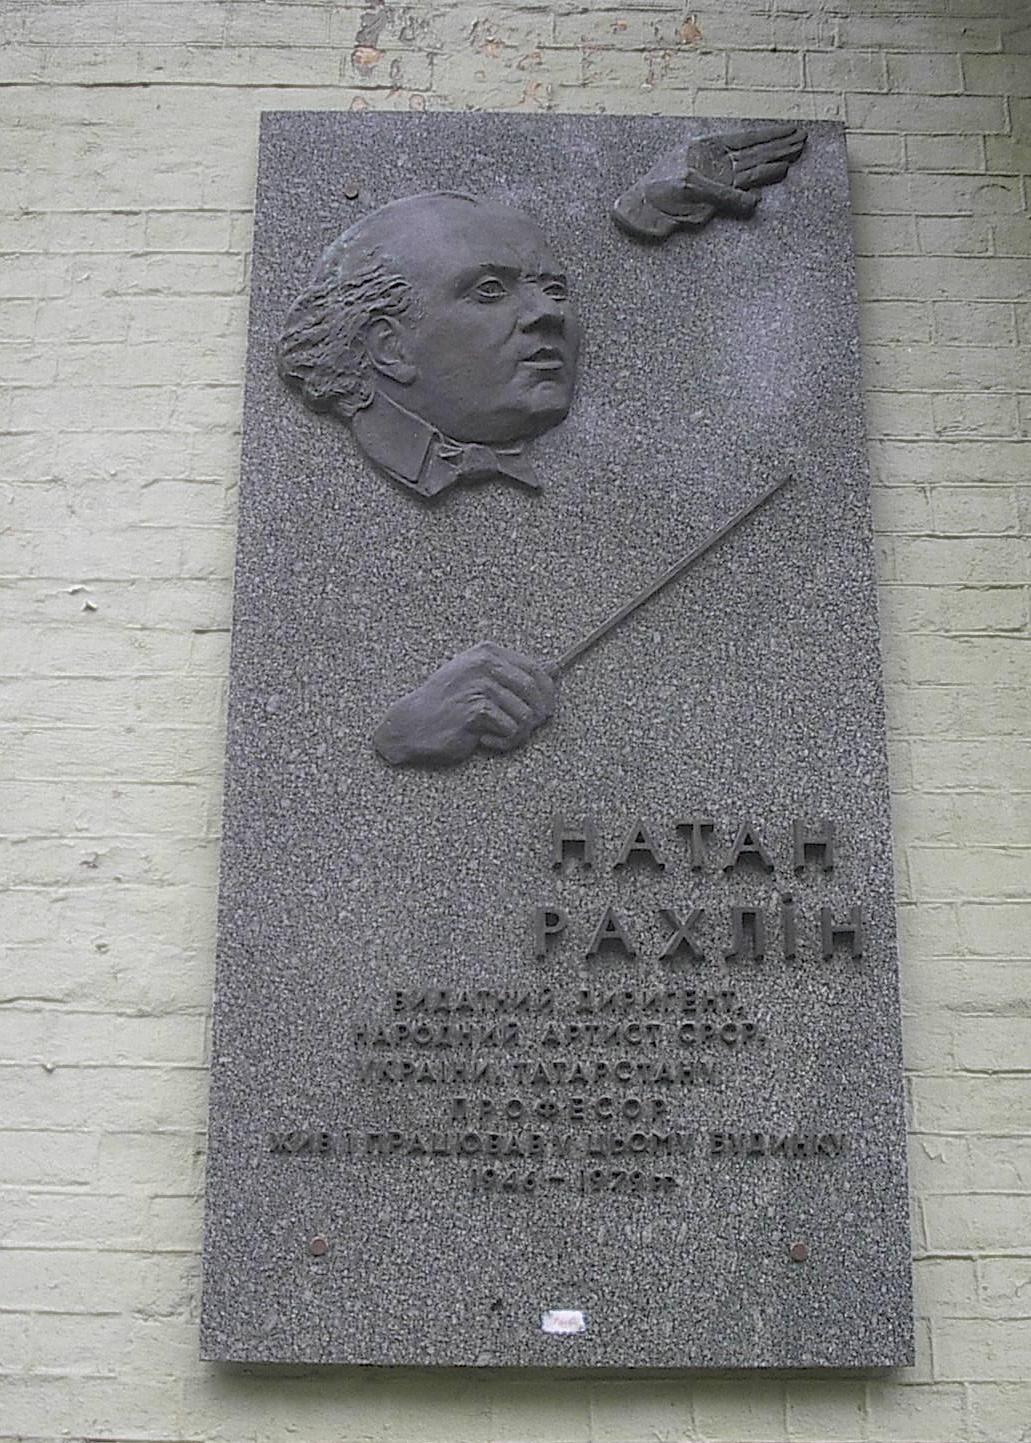 НАТАН
РАХЛІН
ВИДАТНИЙ ДИРИГЕНТ,
НАРОДНИЙ АРТИСТ СРСР,
УКРАЇНИ, ТАТАРСТАНУ
ПРОФЕСОР
ЖИВ І ПРАЦЮВАВ У ЦЬОМУ БУДИНКУ
1946 – 1979 рр.